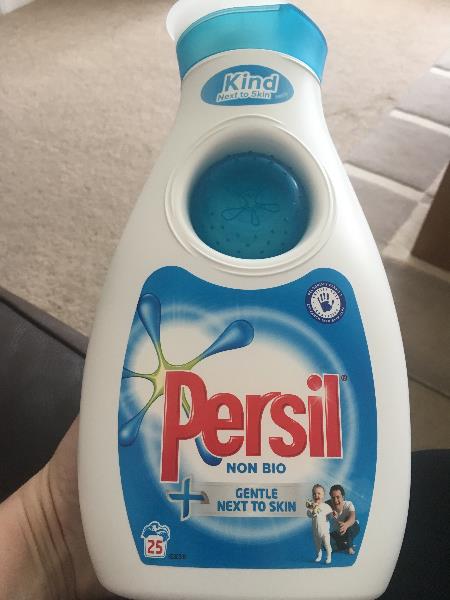 Kind
Next to Skin
Persil
NON BIO
+ GENTLE
NEXT TO SKIN
25